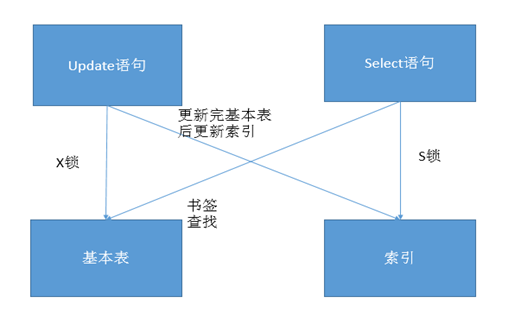 Update语句
Select语句
更新完基本表
后更新索引
X锁
S锁
书签
查找
基本表
索引